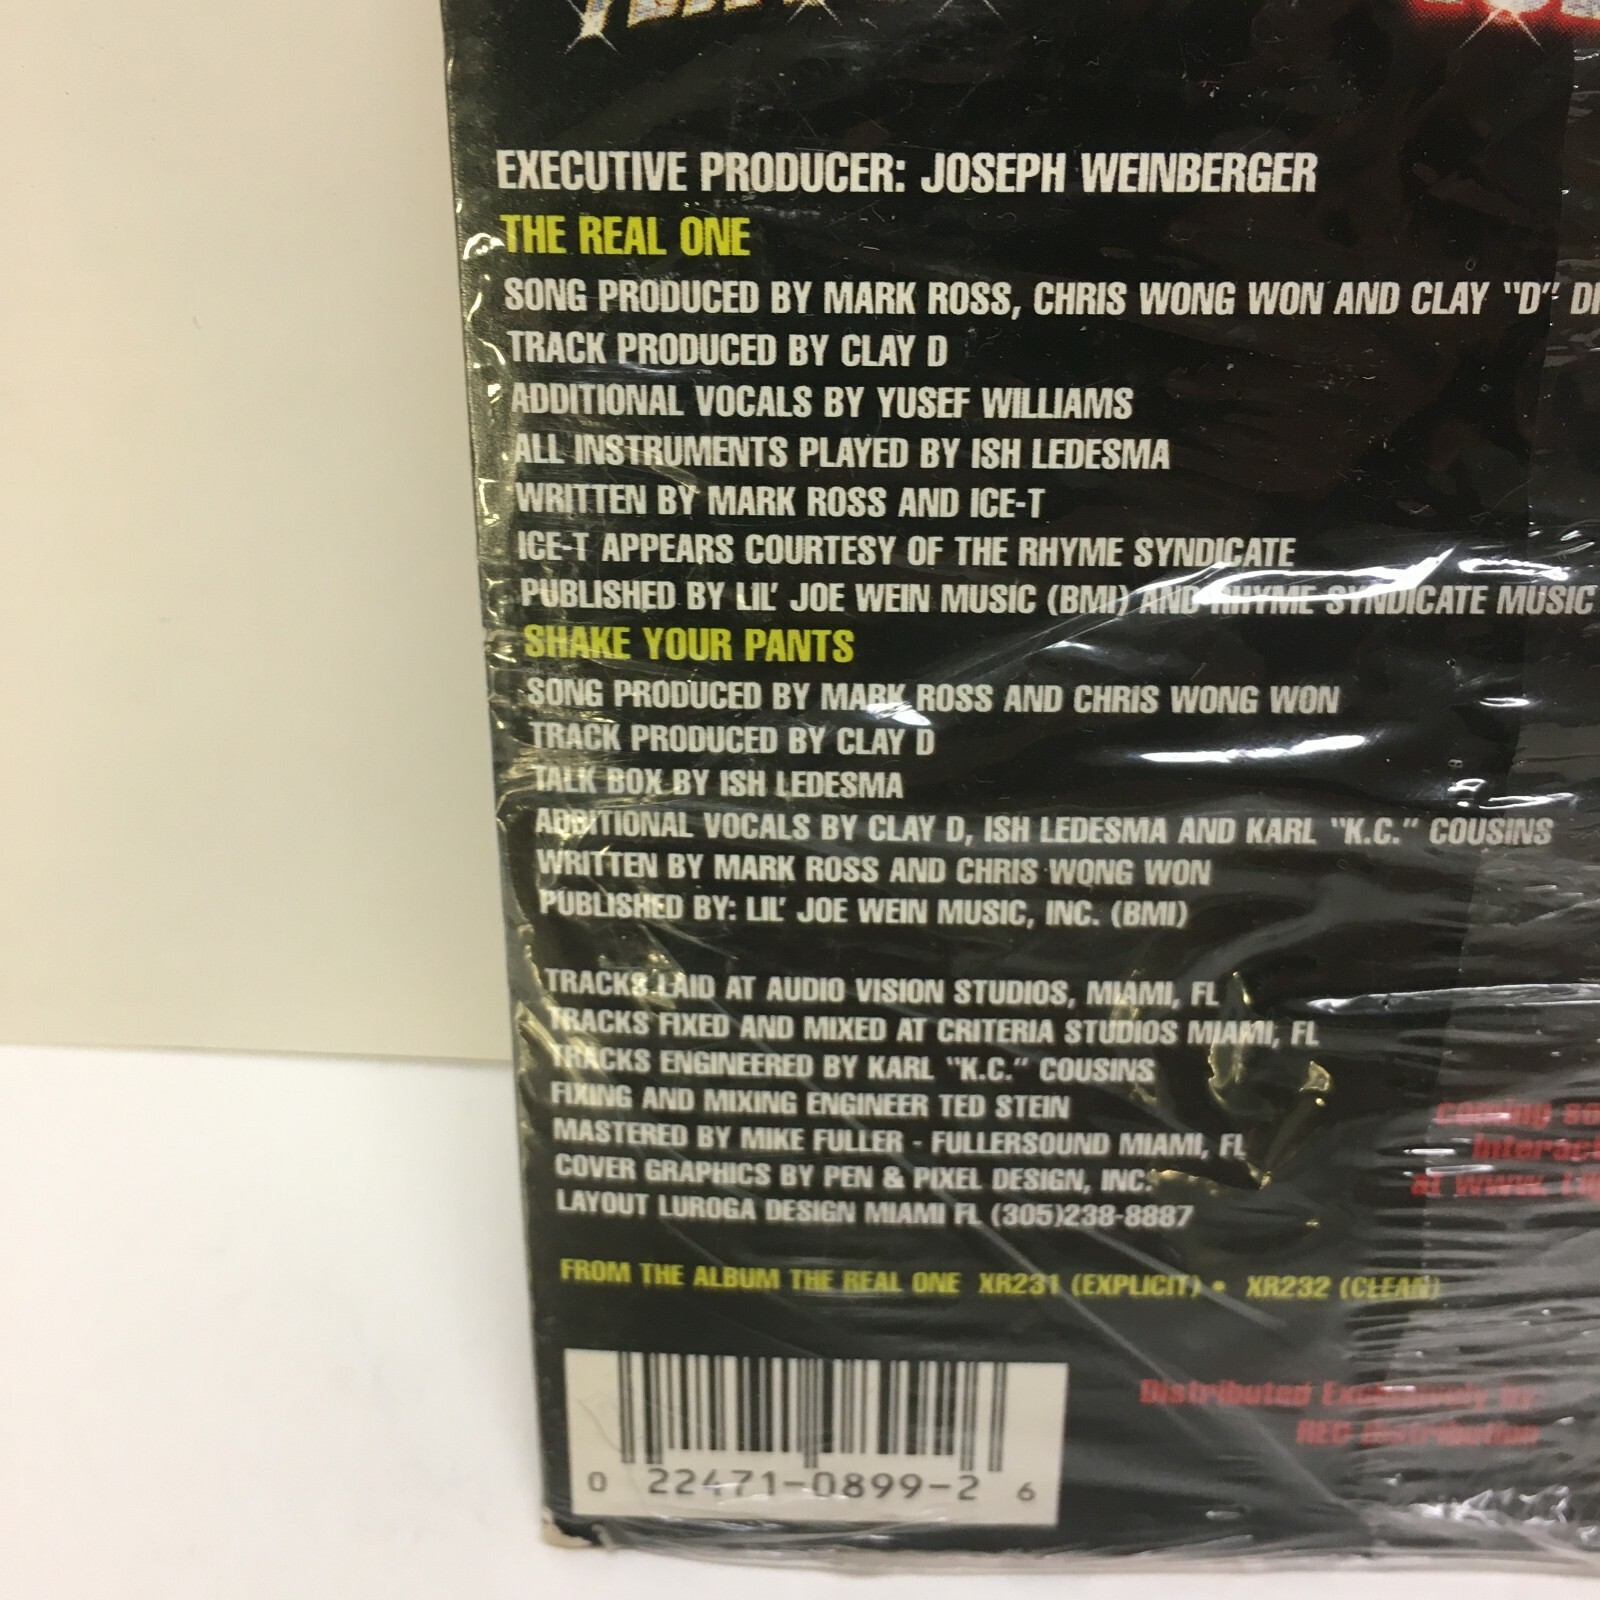 EXECUTIVE PRODUCER: JOSEPH WEINBERGER
THE REAL ONE
SONG PRODUCED BY MARK ROSS, CHRIS WONG WON AND CLAY "D"
TRACK PRODUCED BY CLAY D
ADDITIONAL VOCALS BY YUSEF WILLIAMS
ALL INSTRUMENTS PLAYED BY ISH LEDESMA
WRITTEN BY MARK ROSS AND ICE-T
ICE-T APPEARS COURTESY OF THE RHYME SYNDICATE
PUBLISHED BY LIL' JOE WEIN MUSIC (BMI) AND RHYME SYNDICATE MUSIC
SHAKE YOUR PANTS
SONG PRODUCED BY MARK ROSS AND CHRIS WONG WON
TRACK PRODUCED BY CLAY D
TALK BOX BY ISH LEDESMA
ADDITIONAL VOCALS BY CLAY D, ISH LEDESMA AND KARL "K.C." COUSINS
WRITTEN BY MARK ROSS AND CHRIS WONG WON
PUBLISHED BY: LIL' JOE WEIN MUSIC, INC. (BMI)
TRACKS LAID AT AUDIO VISION STUDIOS, MIAMI, FL
TRACKS FIXED AND MIXED AT CRITERIA STUDIOS MIAMI, FL
TRACKS ENGINEERED BY KARL "K.C." COUSINS
FIXING AND MIXING ENGINEER TED STEIN
MASTERED BY MIKE FULLER - FULLERSOUND MIAMI, FL
COVER GRAPHICS BY PEN & PIXEL DESIGN, INC.
LAYOUT LUROGA DESIGN MIAMI FL (305)238-8887
coming
at www.
FROM THE ALBUM THE REAL ONE XR231 (EXPLICIT) • XR232 (CLEAN)
Distributed Exclusively by
REC distribution
0 22471-0899-2 6